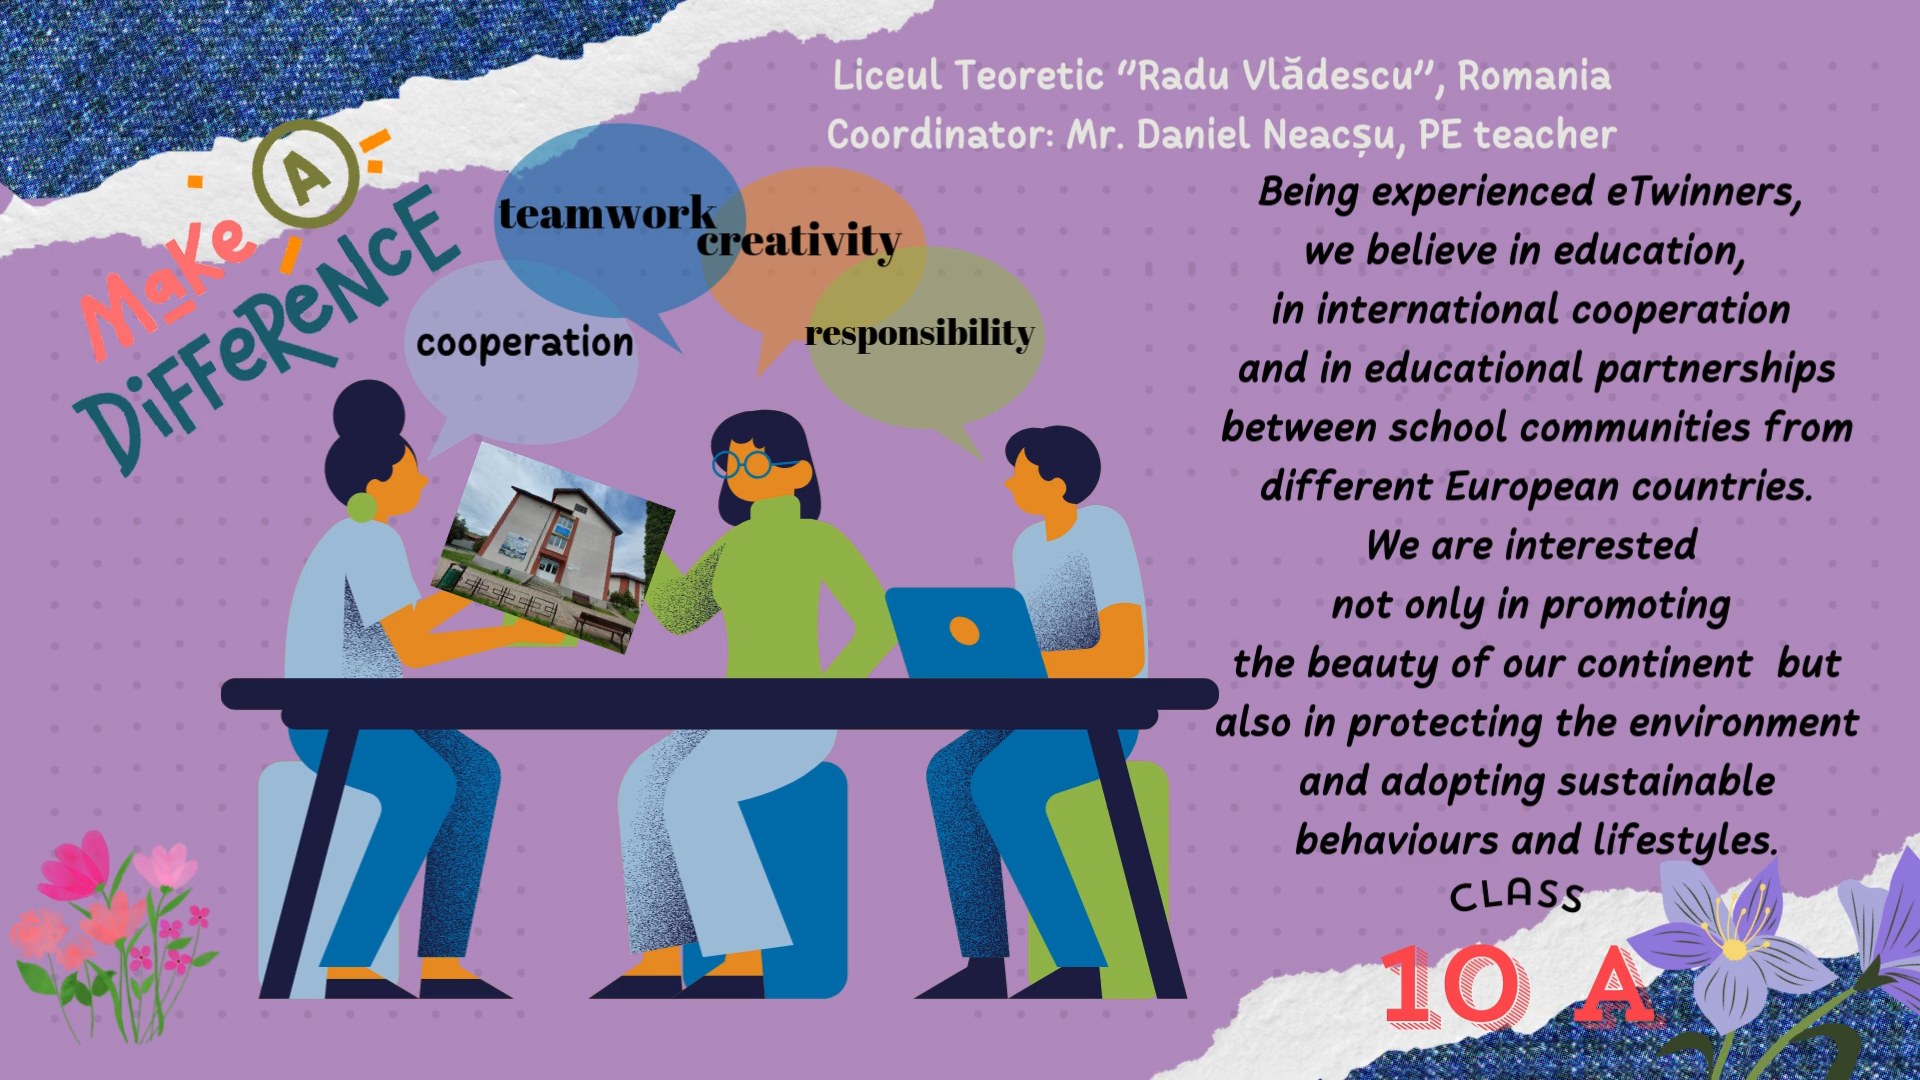 Liceul Teoretic ”Radu Vlădescu”, Romania
Coordinator: Mr. Daniel Neacșu, PE teacher
Make A
DiFFeReNcE
teamwork
creativity
cooperation
responsibility
Being experienced eTwinners,
we believe in education,
in international cooperation
and in educational partnerships
between school communities from
different European countries.
We are interested
not only in promoting
the beauty of our continent but
also in protecting the environment
and adopting sustainable
behaviours and lifestyles.
CLASS
10 A